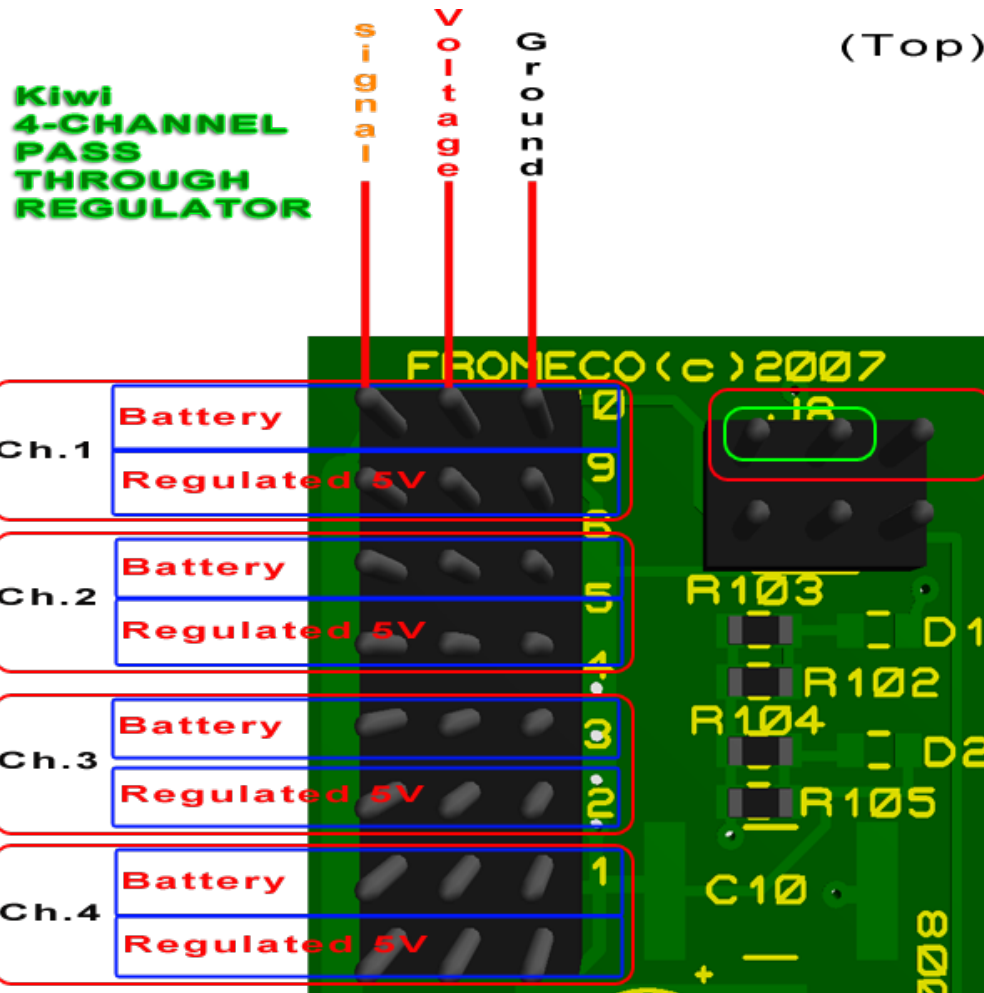 Signal
Voltage
Ground
(Top)
Kiwi
4-CHANNEL
PASS
THROUGH
REGULATOR
FROMECO(c)2007
Ch.1
Battery
Regulated 5V
9
Ch.2
Battery
Regulated 5V
5
Ch.3
Battery
Regulated 5V
3
2
Ch.4
Battery
Regulated 5V
1
R103
D1
R102
R104
D2
R105
C10
+